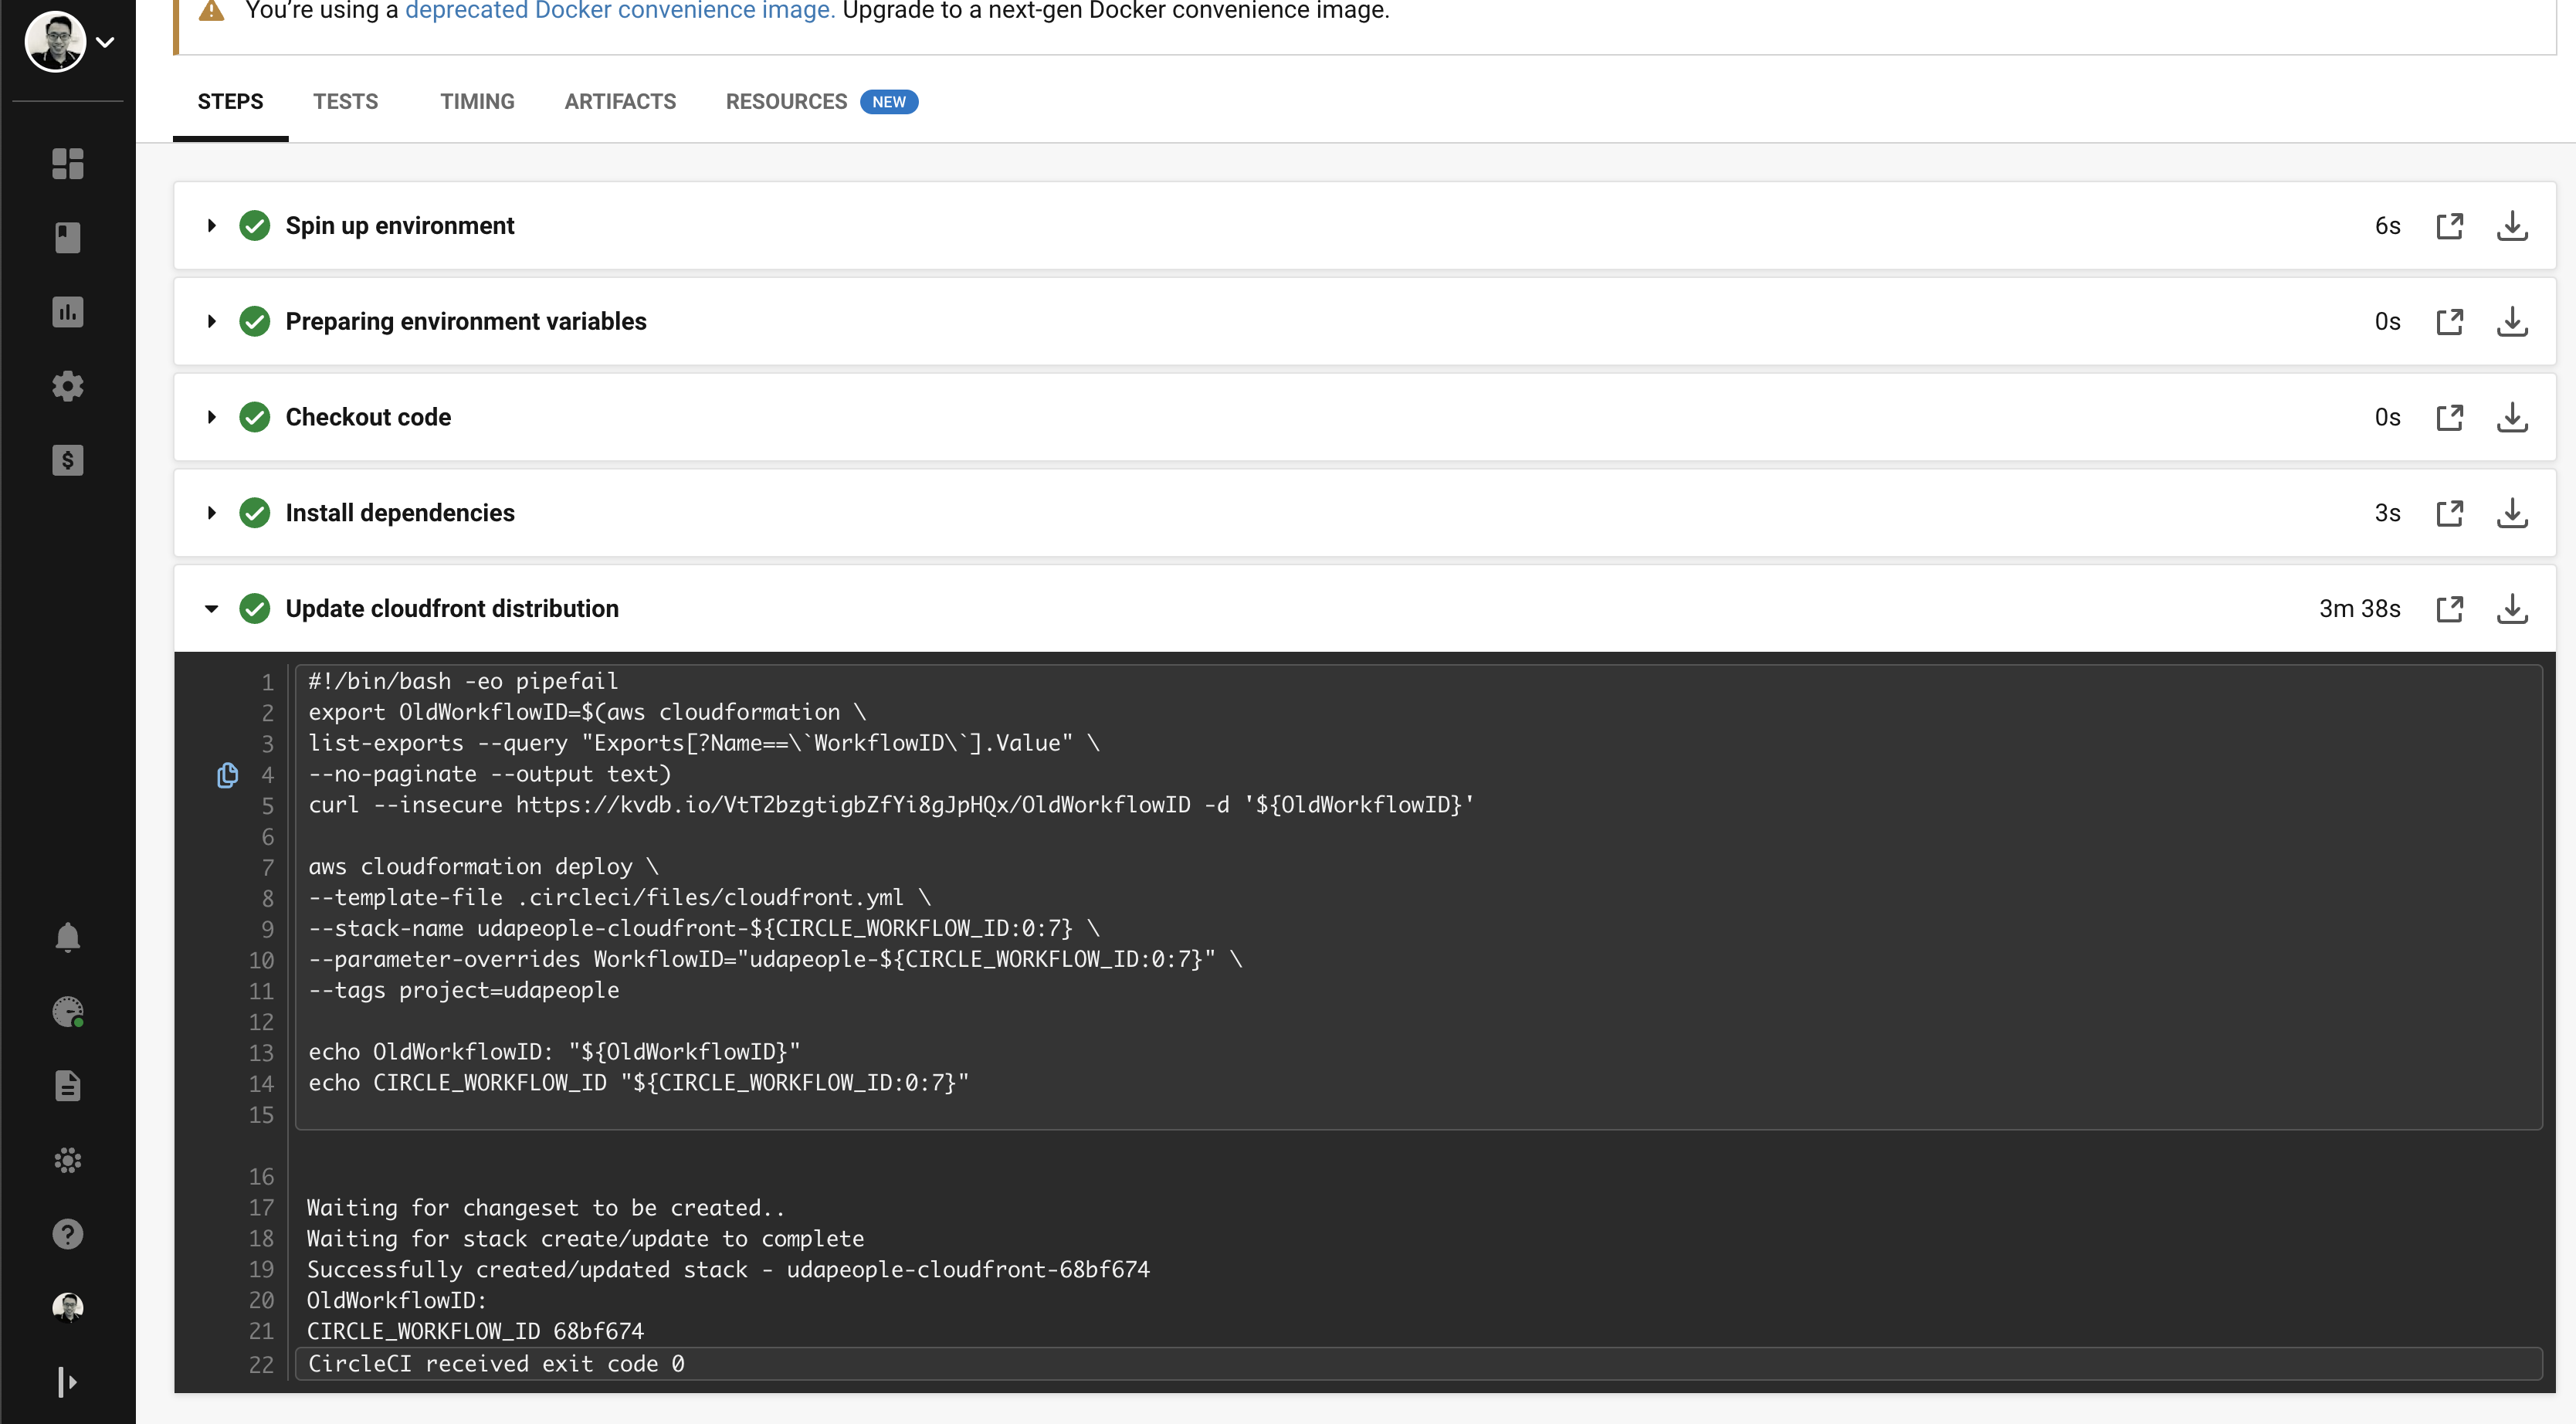 You're using a deprecated Docker convenience image. Upgrade to a next-gen Docker convenience image.
STEPS TESTS TIMING ARTIFACTS RESOURCES NEW
Spin up environment 6s
Preparing environment variables 0s
Checkout code 0s
Install dependencies 3s
Update cloudfront distribution 3m 38s
1 #!/bin/bash -eo pipefail
2 export OldWorkflowID=$(aws cloudformation \
3 list-exports --query "Exports[?Name==\`WorkflowID\`].Value" \
4 --no-paginate --output text)
5 curl --insecure https://kvdb.io/VtT2bzgtigbZfYi8gJpHQx/OldWorkflowID -d '${OldWorkflowID}'
6
7 aws cloudformation deploy \
8 --template-file .circleci/files/cloudfront.yml \
9 --stack-name udapeople-cloudfront-${CIRCLE_WORKFLOW_ID:0:7} \
10 --parameter-overrides WorkflowID="udapeople-${CIRCLE_WORKFLOW_ID:0:7}" \
11 --tags project=udapeople
12
13 echo OldWorkflowID: "${OldWorkflowID}"
14 echo CIRCLE_WORKFLOW_ID "${CIRCLE_WORKFLOW_ID:0:7}"
15
16
17 Waiting for changeset to be created..
18 Waiting for stack create/update to complete
19 Successfully created/updated stack - udapeople-cloudfront-68bf674
20 OldWorkflowID:
21 CIRCLE_WORKFLOW_ID 68bf674
22 CircleCI received exit code 0